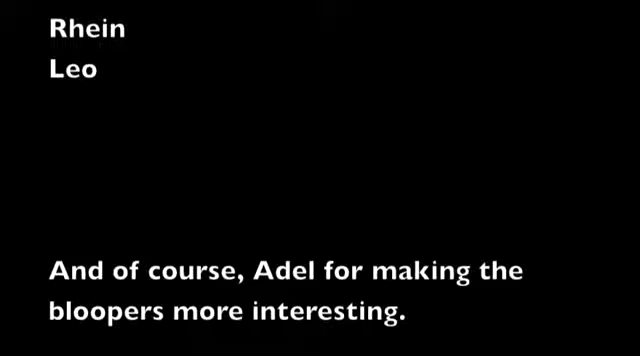 Rhein
Leo
And of course, Adel for making the
bloopers more interesting.